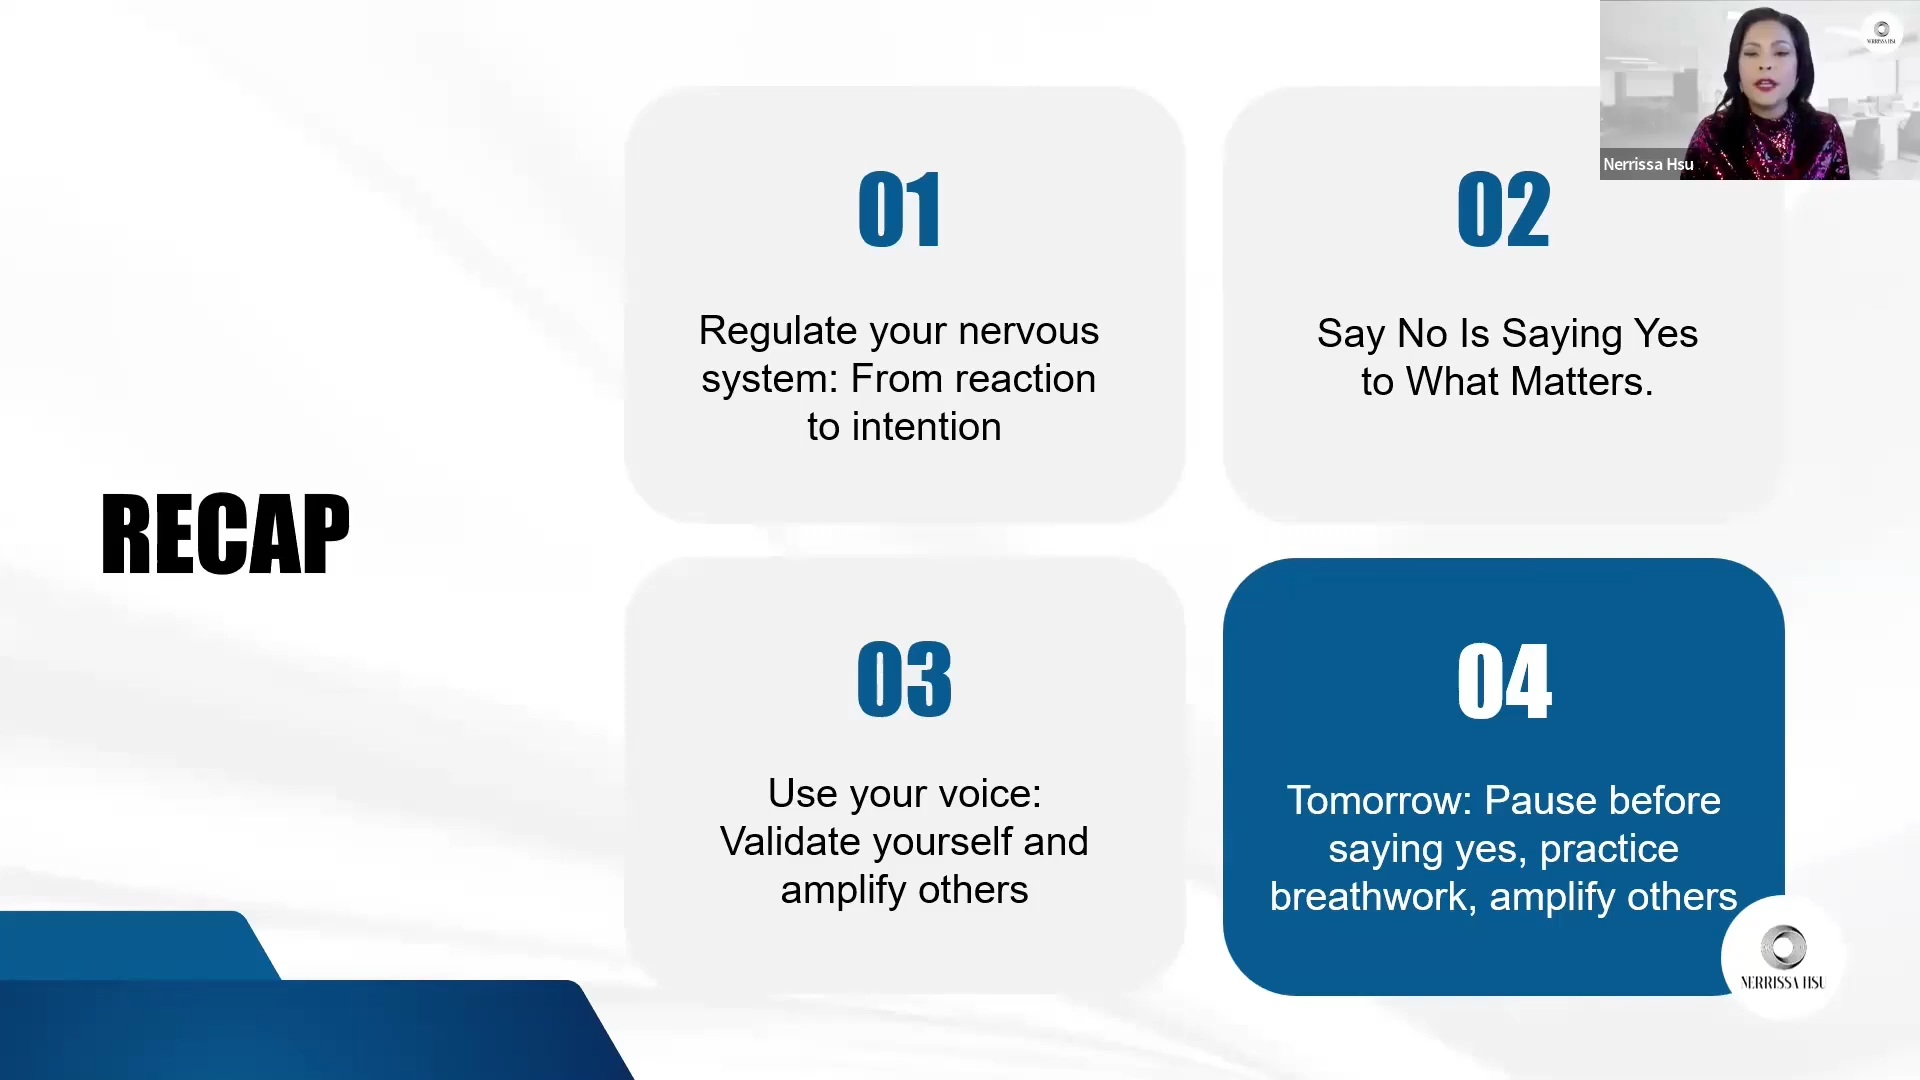 RECAP
01
Regulate your nervous
system: From reaction
to intention
02
Say No Is Saying Yes
to What Matters.
03
Use your voice:
Validate yourself and
amplify others
04
Tomorrow: Pause before
saying yes, practice
breathwork, amplify others
NERRISSA HSU
Nerrissa Hsu
NERRISSA HSU